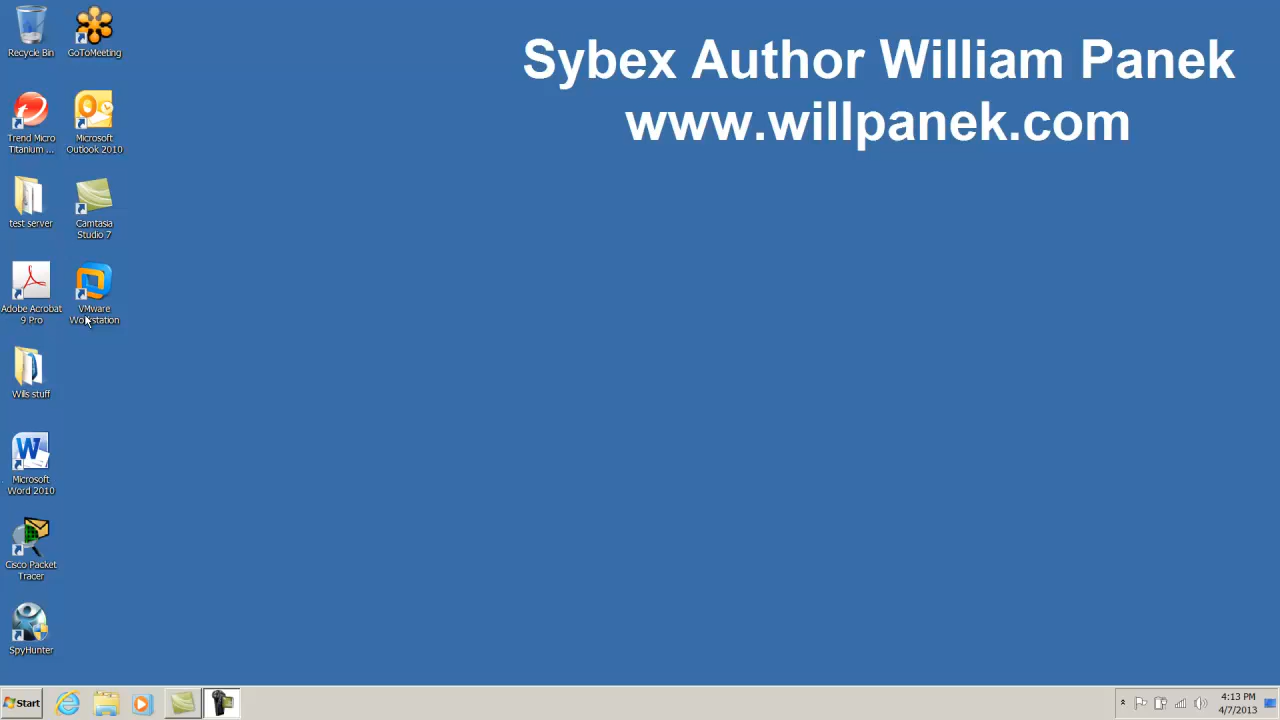 Sybex Author William Panek
www.willpanek.com
Recycle Bin
GoToMeeting
Trend Micro
Titanium ...
Microsoft
Outlook 2010
test server
Camtasia
Studio 7
Adobe Acrobat
9 Pro
VMware
Workstation
Wills stuff
Microsoft
Word 2010
Cisco Packet
Tracer
SpyHunter
Start
4:13 PM
4/7/2013